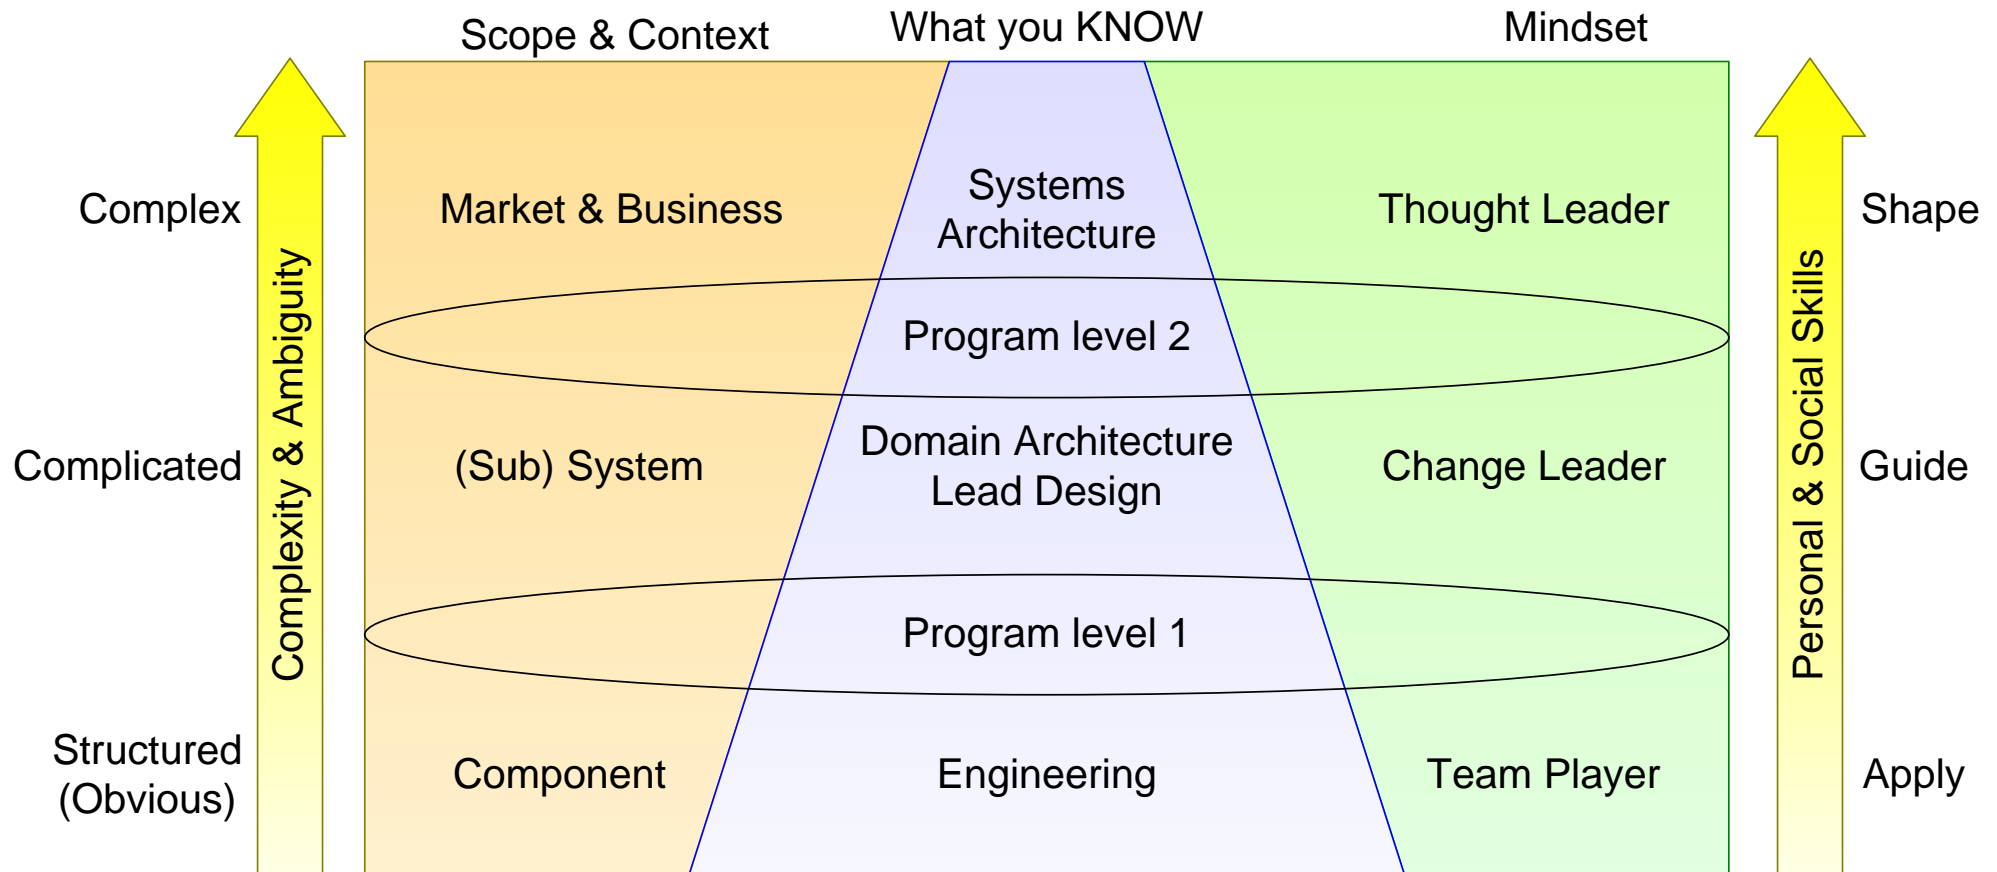 Scope & Context
What you KNOW
Mindset
Complex
Market & Business
Systems
Architecture
Thought Leader
Shape
Complexity & Ambiguity
Program level 2
Personal & Social Skills
Complicated
(Sub) System
Domain Architecture
Lead Design
Change Leader
Guide
Program level 1
Structured
(Obvious)
Component
Engineering
Team Player
Apply